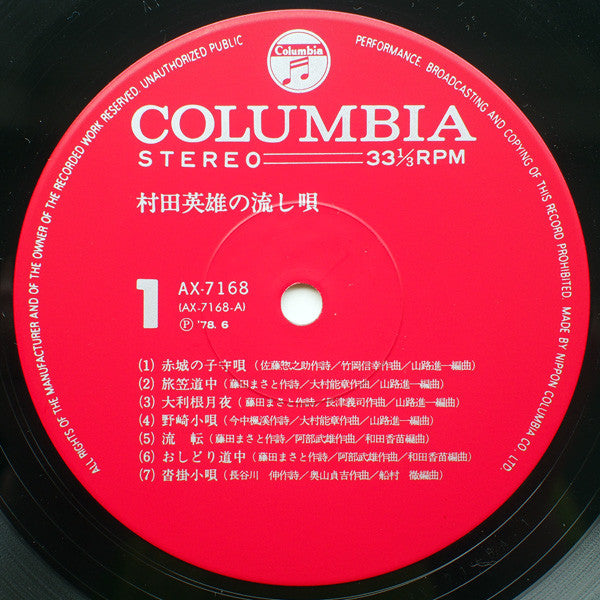 ALL RIGHTS OF THE MANUFACTURER AND OF THE OWNER OF THE RECORDED WORK RESERVED. UNAUTHORIZED PUBLIC PERFORMANCE, BROADCASTING AND COPYING OF THIS RECORD PROHIBITED. MADE BY NIPPON COLUMBIA CO. LTD.
Columbia
COLUMBIA
STEREO 33⅓RPM
村田英雄の流し唄
1
AX-7168
(AX-7168-A)
Ⓟ '78. 6
(1) 赤城の子守唄 (佐藤惣之助作詩/竹岡信幸作曲/山路進一編曲)
(2) 旅笠道中 (藤田まさと作詩/大村能章作曲/山路進一編曲)
(3) 大利根月夜 (藤田まさと作詩/長津義司作曲/山路進一編曲)
(4) 野崎小唄 (今中楓溪作詩/大村能章作曲/山路進一編曲)
(5) 流 転 (藤田まさと作詩/阿部武雄作曲/和田香苗編曲)
(6) おしどり道中 (藤田まさと作詩/阿部武雄作曲/和田香苗編曲)
(7) 沓掛小唄 (長谷川 伸作詩/奥山貞吉作曲/船村 徹編曲)